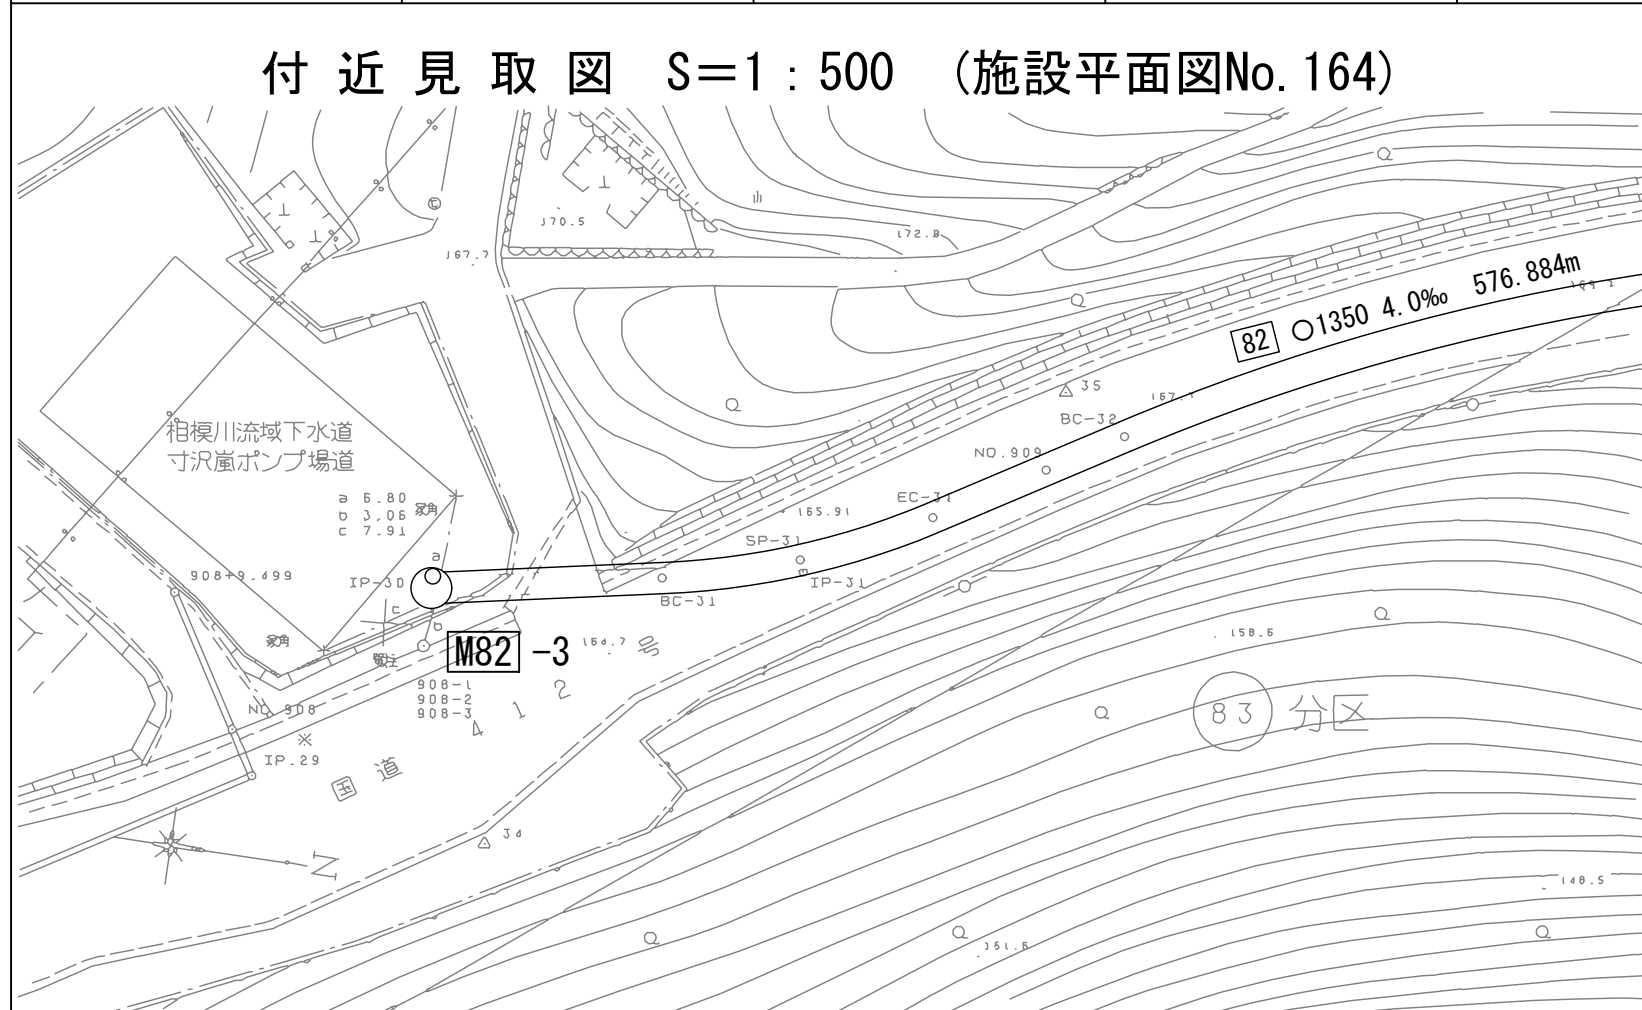 付近見取図 S=1:500 (施設平面図No.164)
170.5
172.8
167.7
82 ○1350 4.0‰ 576.884m
35
BC-32
NO.909
EC-31
165.91
SP-31
IP-31
BC-31
相模川流域下水道
寸沢嵐ポンプ場道
a 6.80
b 3.06
c 7.91
家角
a
908+9.499
IP-30
c
b
家角
電主
M82 -3
908-1
908-2
908-3
158.6
83 分区
NO.908
IP.29
国道412号
34
N
148.5
151.6